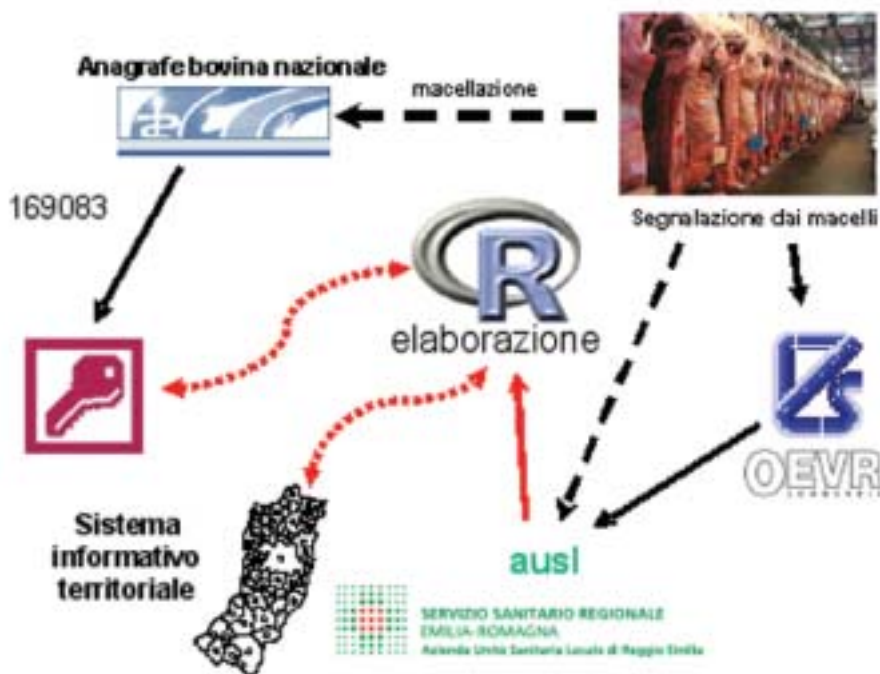 Anagrafe bovina nazionale
macellazione
169083
Segnalazione dai macelli
R
elaborazione
OEVR
Sistema
informativo
territoriale
ausl
SERVIZIO SANITARIO REGIONALE
EMILIA-ROMAGNA
Azienda Unità Sanitaria Locale di Reggio Emilia